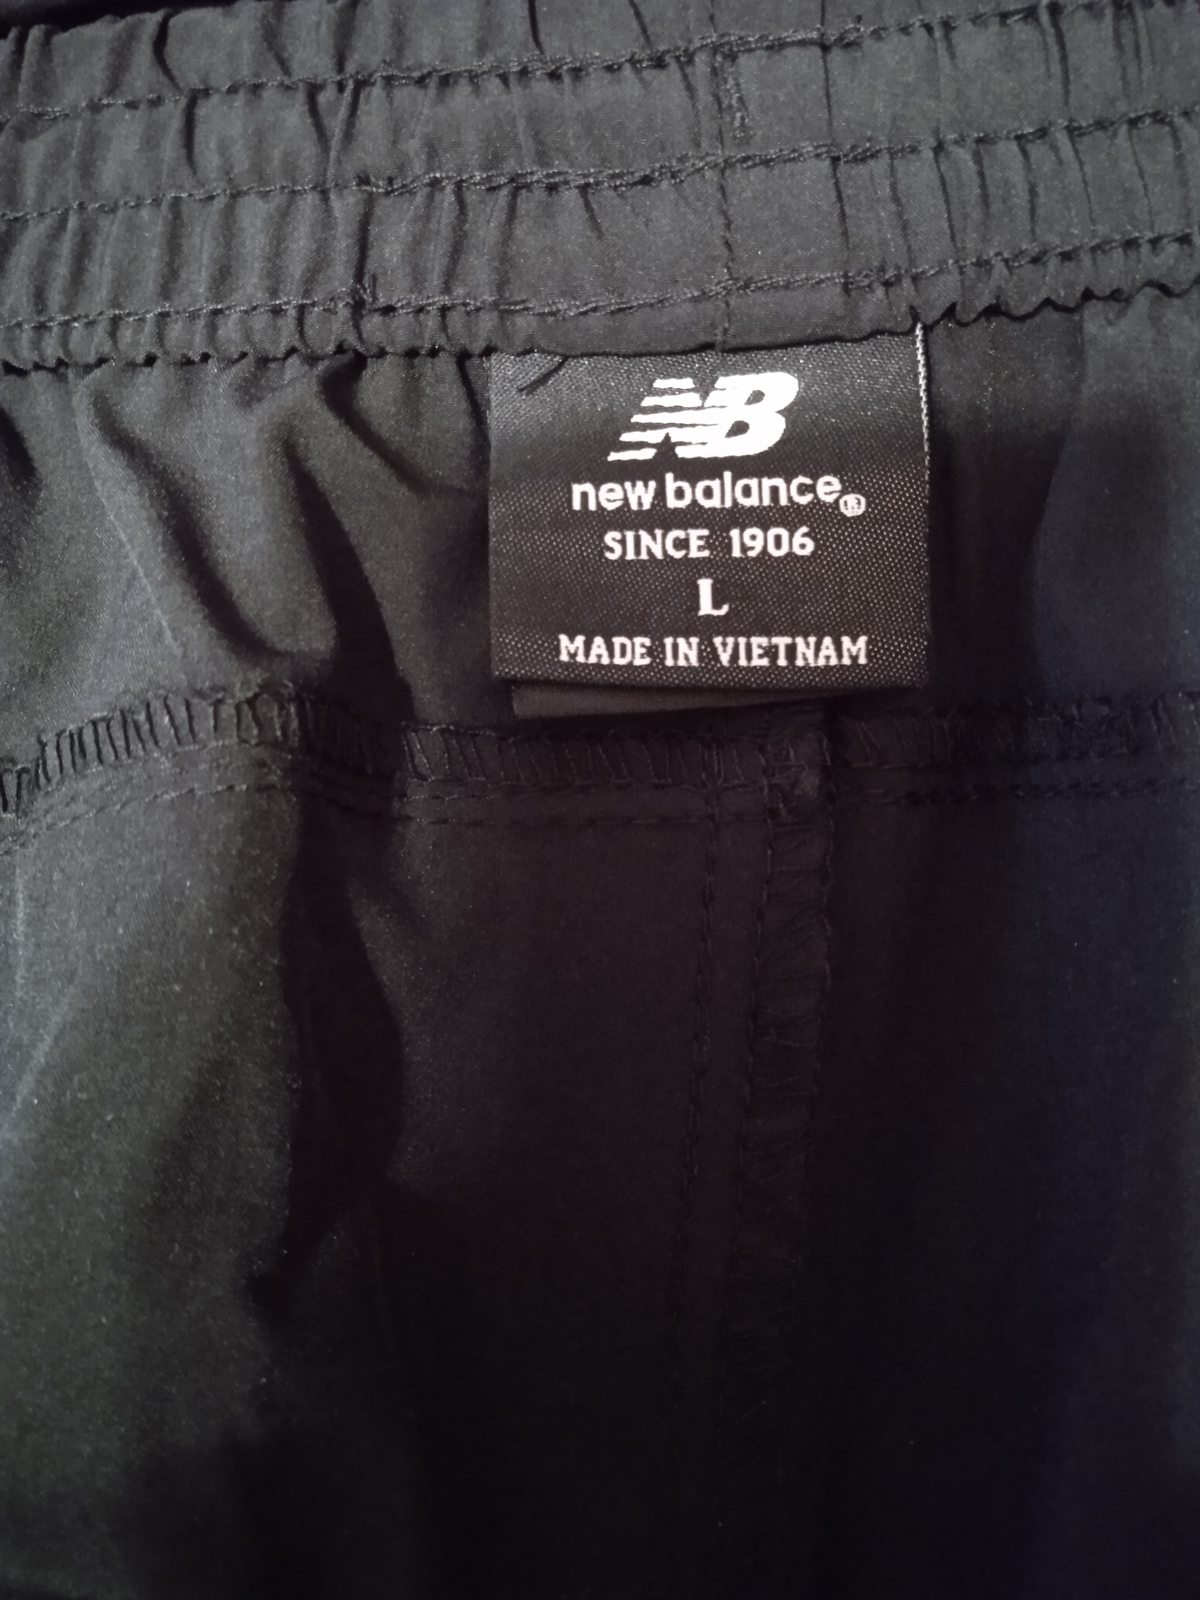 NB
new balance®
SINCE 1906
L
MADE IN VIETNAM